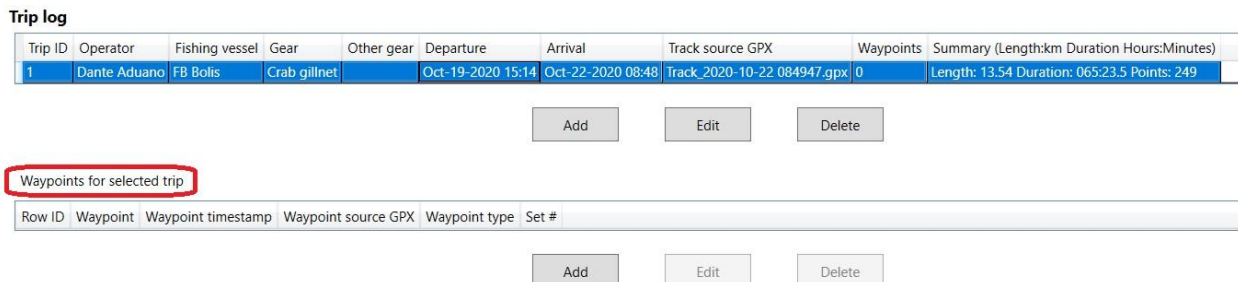 Trip log
Trip ID Operator Fishing vessel Gear Other gear Departure Arrival Track source GPX Waypoints Summary (Length:km Duration Hours:Minutes)
1 Dante Aduano FB Bolis Crab gillnet Oct-19-2020 15:14 Oct-22-2020 08:48 Track_2020-10-22 084947.gpx 0 Length: 13.54 Duration: 065:23.5 Points: 249
Add Edit Delete
Waypoints for selected trip
Row ID Waypoint Waypoint timestamp Waypoint source GPX Waypoint type Set #
Add Edit Delete